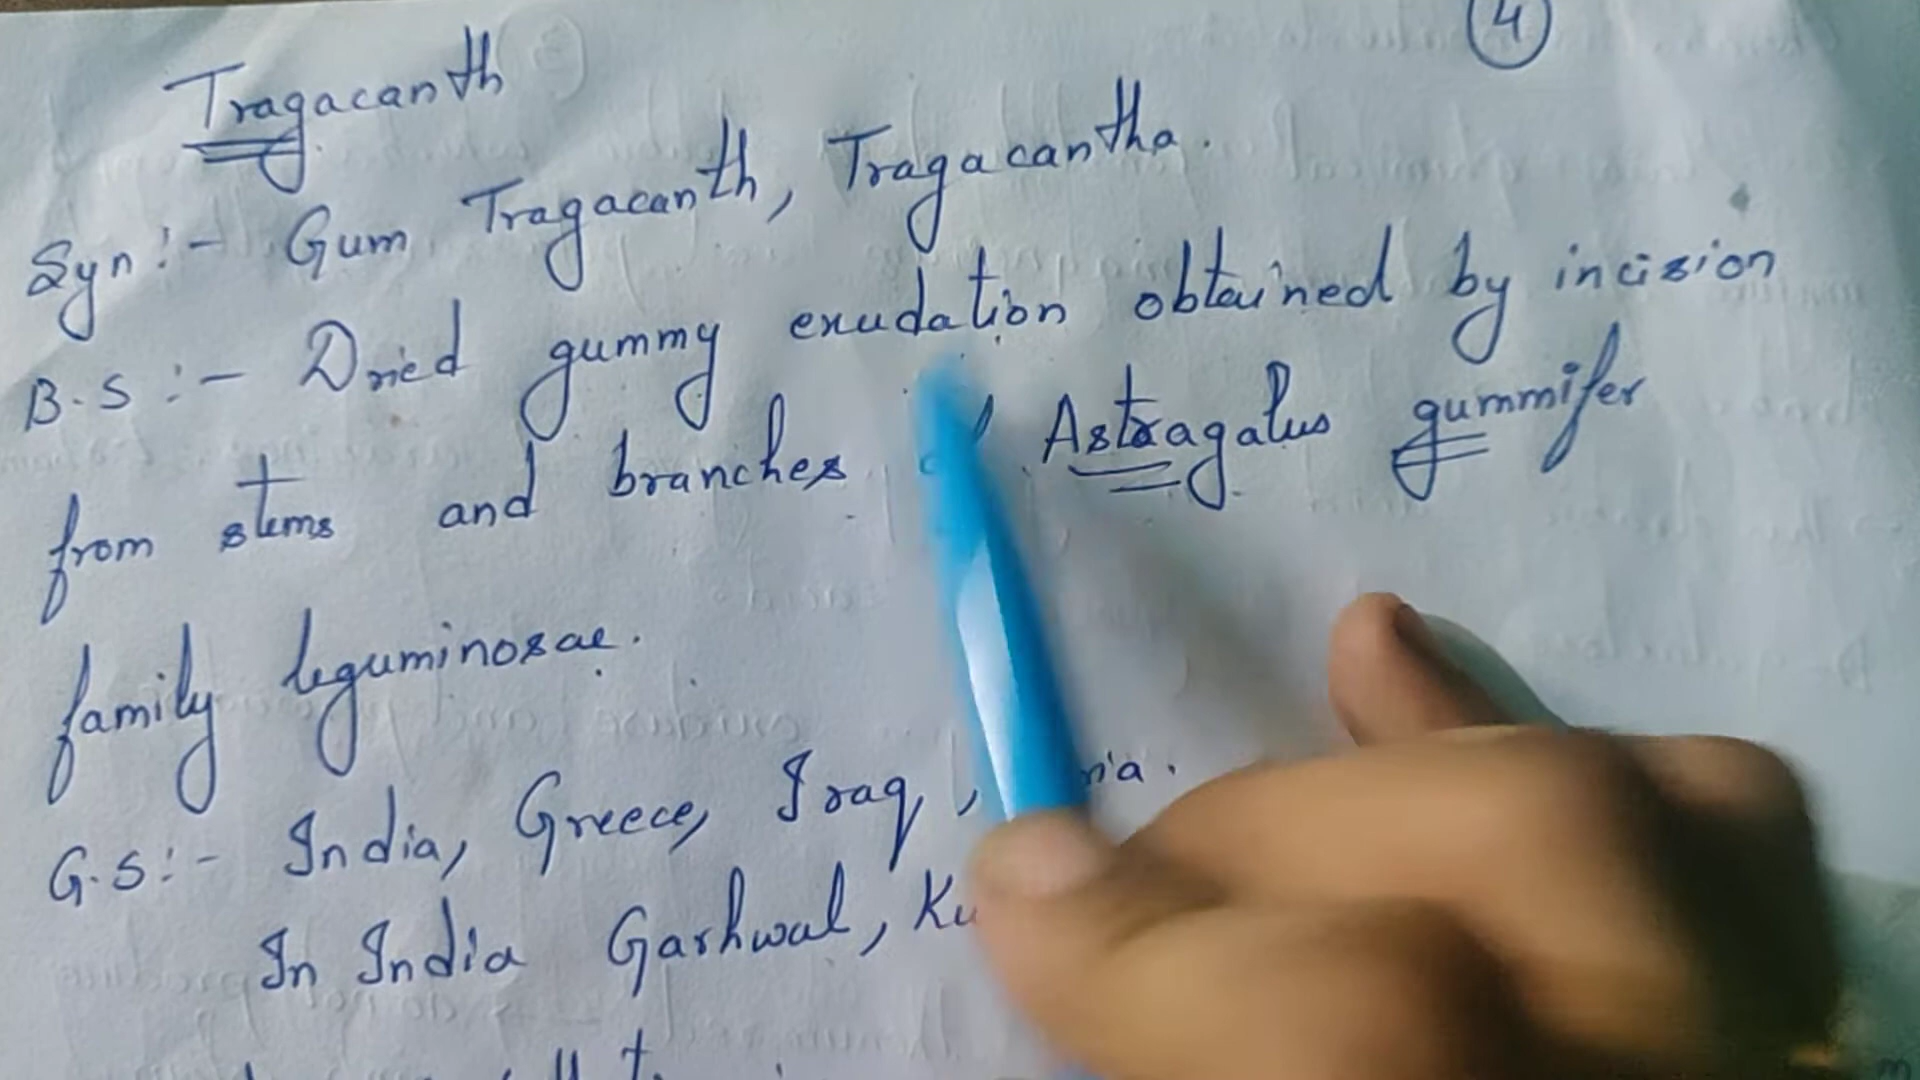 4
Tragacanth
Syn:- Gum Tragacanth, Tragacantha.
B.S:- Dried gummy exudation obtained by incision
from stems and branches Astragalus gummifer
family leguminosae.
G.S:- India, Greece, Iraq,
In India Garhwal,